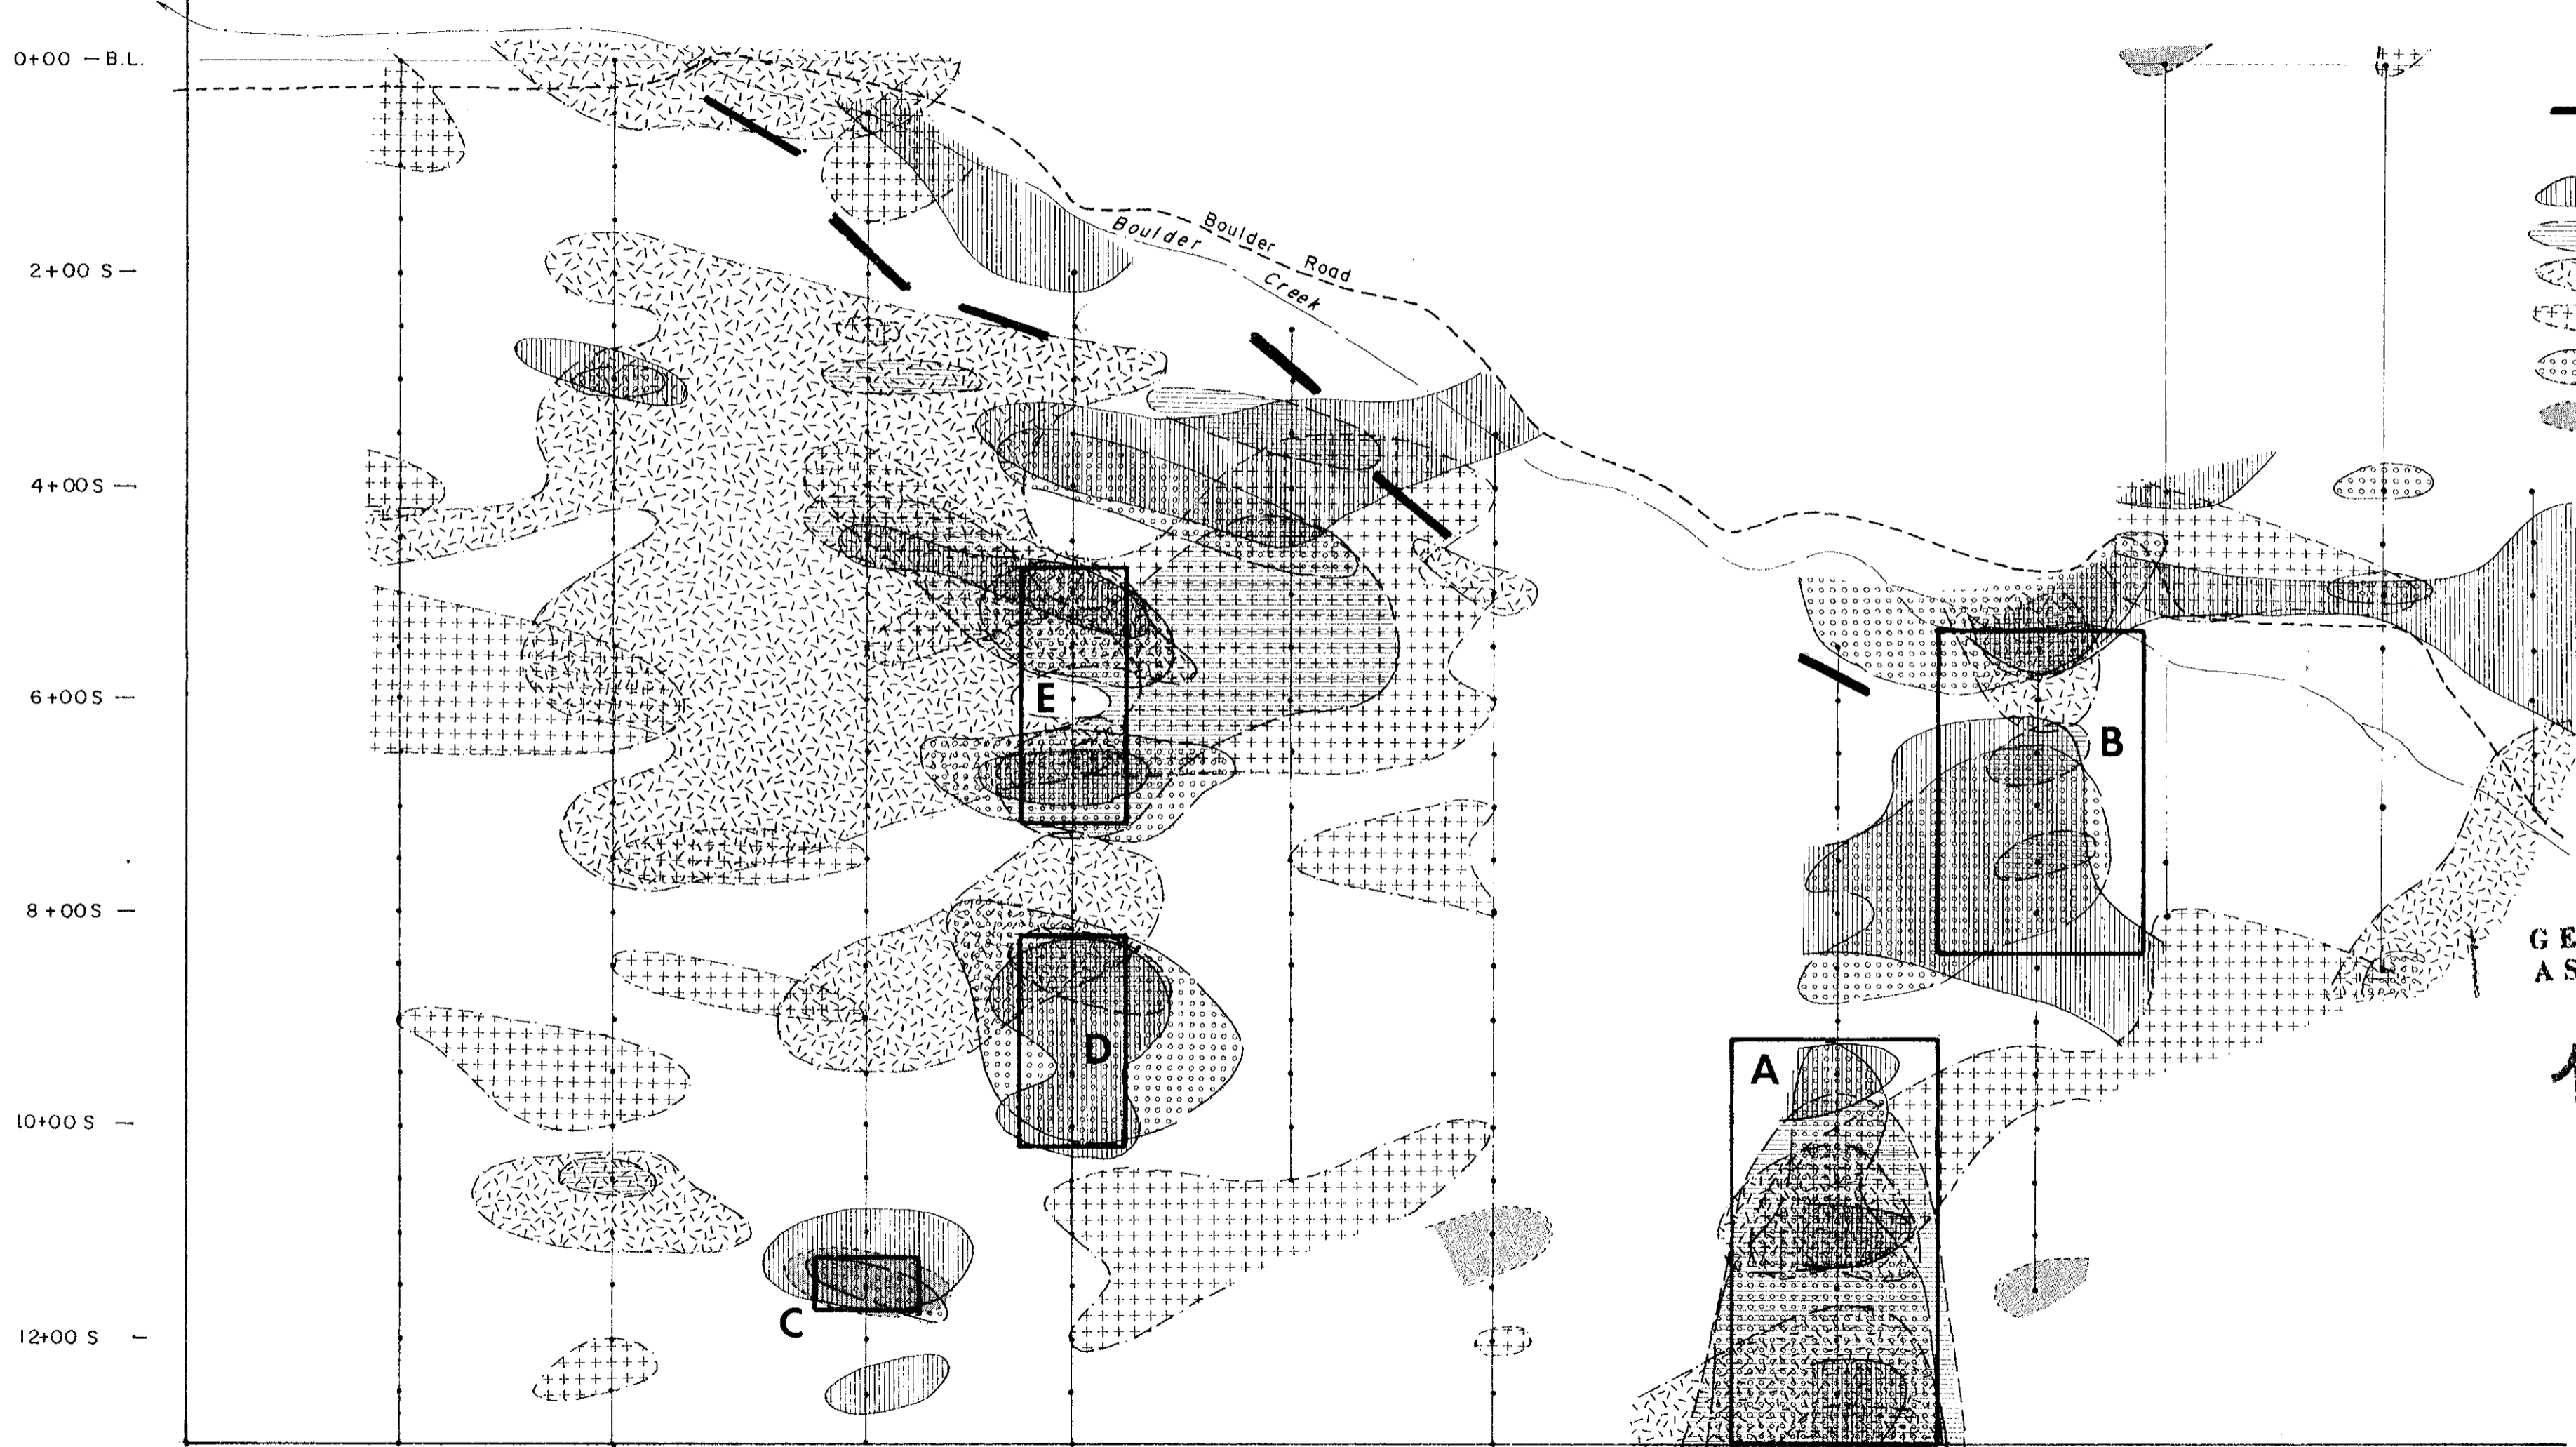 0+00 — B.L.
Boulder Road
Boulder Creek
2+00 S —
4+00 S —
E
6+00 S —
B
8+00 S —
G E
A S
D
A
10+00 S —
C
12+00 S —